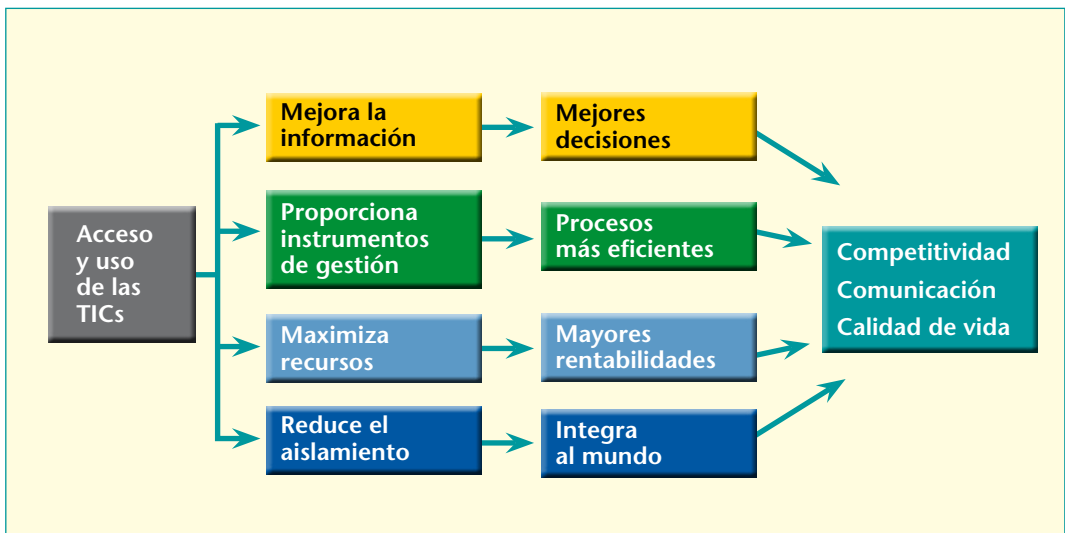 Acceso
y uso
de las
TICs
Mejora la
información
Mejores
decisiones
Proporciona
instrumentos
de gestión
Procesos
más eficientes
Maximiza
recursos
Mayores
rentabilidades
Reduce el
aislamiento
Integra
al mundo
Competitividad
Comunicación
Calidad de vida